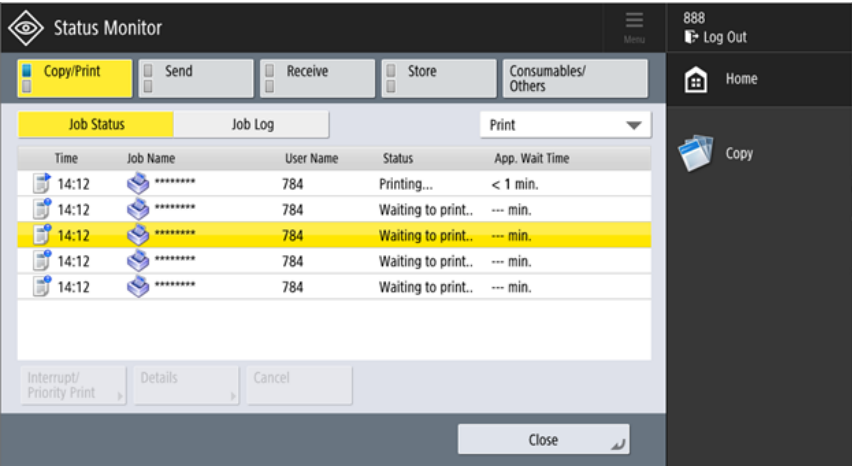 Status Monitor
Menu
888
Log Out
Copy/Print
Send
Receive
Store
Consumables/
Others
Home
Job Status
Job Log
Print
Copy
Time Job Name User Name Status App. Wait Time
14:12 ******** 784 Printing... < 1 min.
14:12 ******** 784 Waiting to print.. --- min.
14:12 ******** 784 Waiting to print.. --- min.
14:12 ******** 784 Waiting to print.. --- min.
14:12 ******** 784 Waiting to print.. --- min.
Interrupt/
Priority Print
Details
Cancel
Close